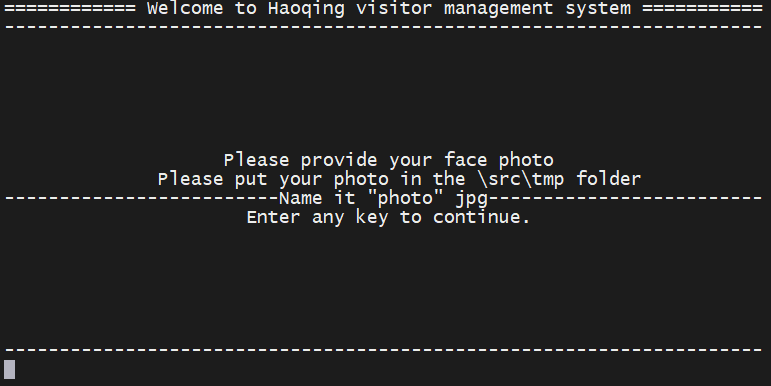 ============ Welcome to Haoqing visitor management system ===========
---------------------------------------------------------------------
Please provide your face photo
Please put your photo in the \src\tmp folder
-------------------------Name it "photo" jpg-------------------------
Enter any key to continue.
---------------------------------------------------------------------